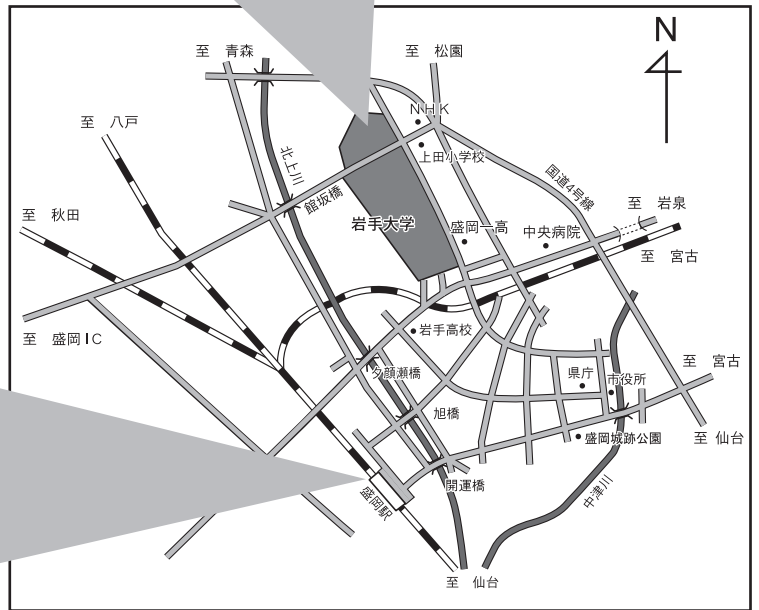 N
至 青森
至 松園
NHK
至 八戸
上田小学校
北上川
国道4号線
館坂橋
至 岩泉
至 秋田
岩手大学
盛岡一高
中央病院
至 宮古
岩手高校
至 盛岡IC
夕顔瀬橋
県庁
市役所
至 宮古
旭橋
盛岡城跡公園
至 仙台
開運橋
盛岡駅
中津川
至 仙台